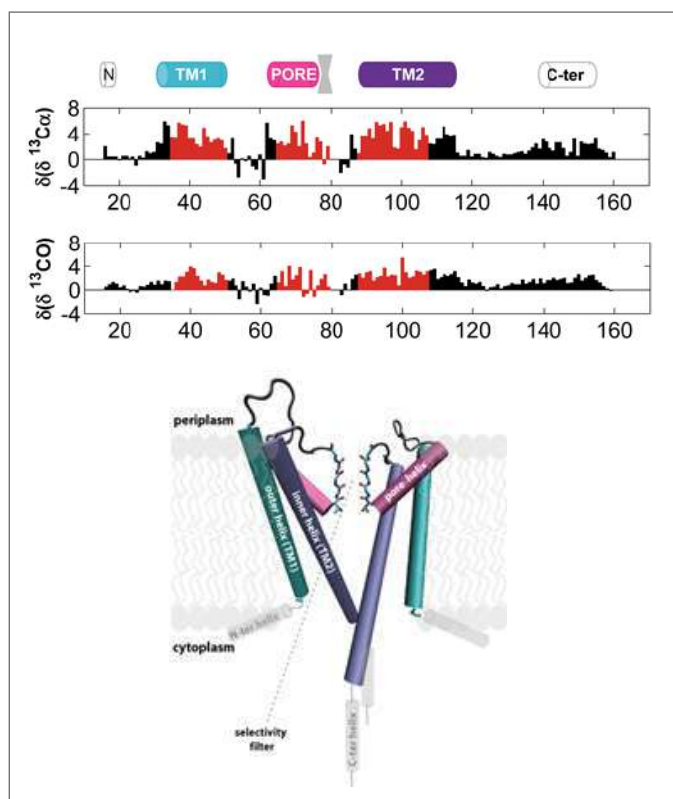 N TM1 PORE TM2 C-ter
δ(δ ¹³Cα)
8
4
0
-4
20 40 60 80 100 120 140 160
δ(δ ¹³CO)
8
4
0
-4
20 40 60 80 100 120 140 160
periplasm
outer helix (TM1)
inner helix (TM2)
pore helix
N-ter helix
cytoplasm
selectivity
filter
C-ter helix